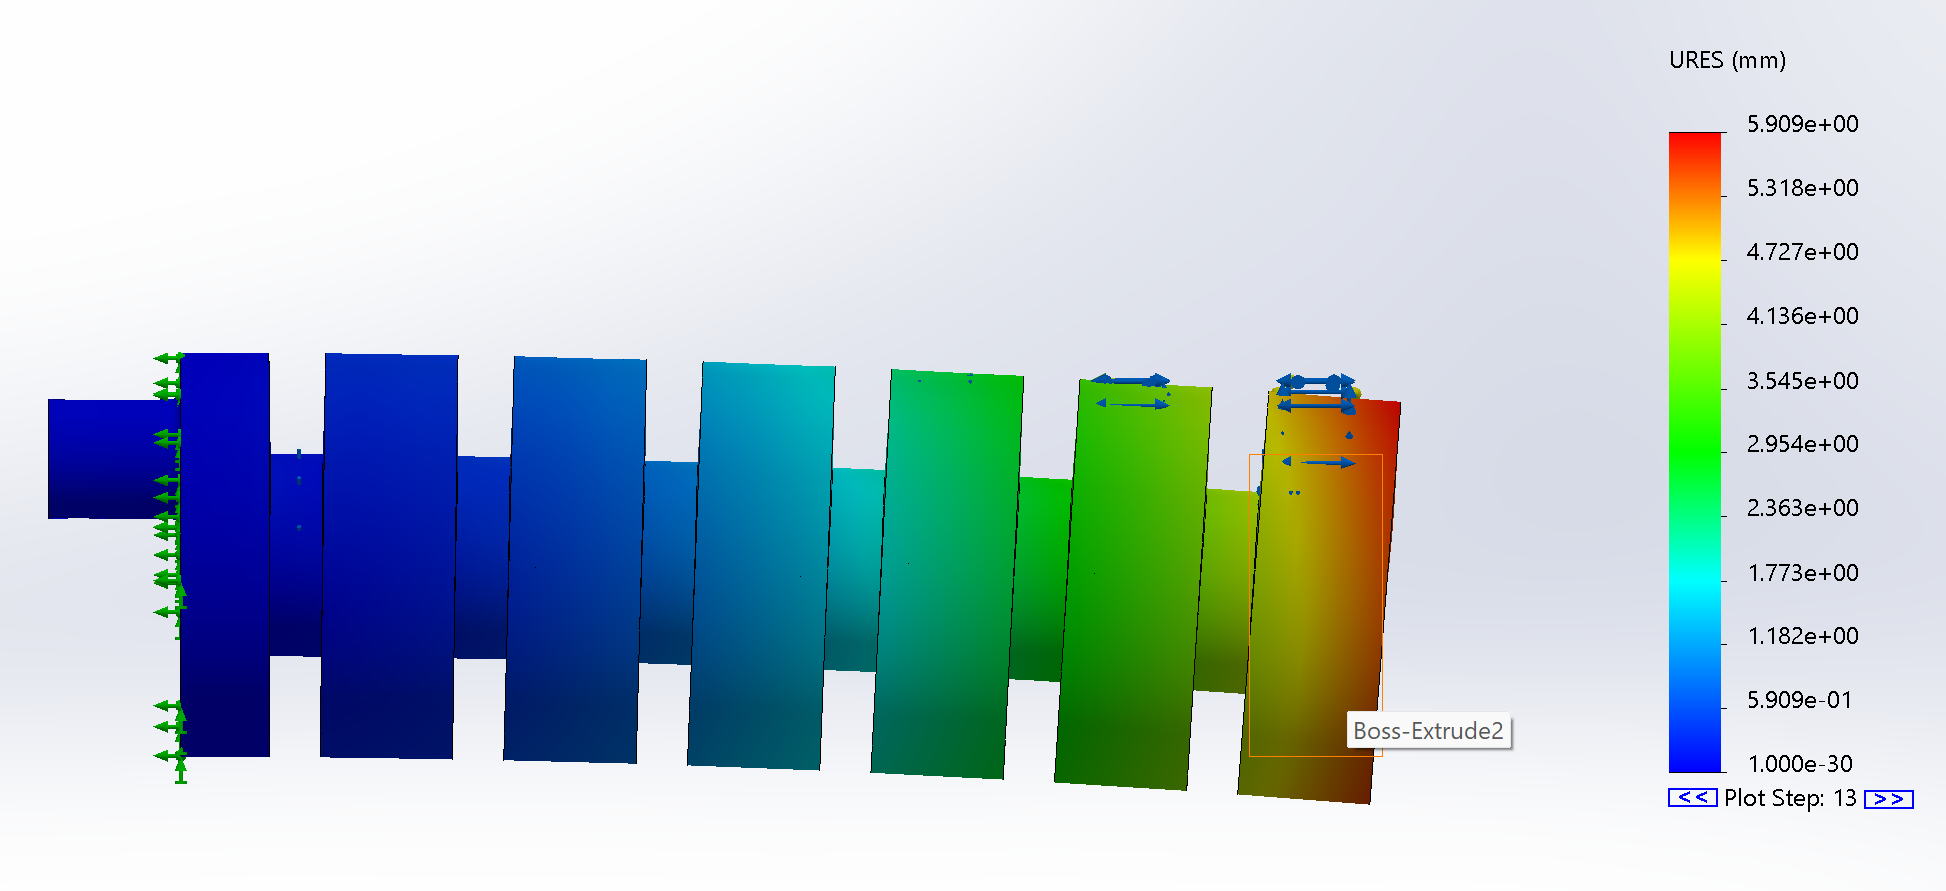 URES (mm)
5.909e+00
5.318e+00
4.727e+00
4.136e+00
3.545e+00
2.954e+00
2.363e+00
1.773e+00
1.182e+00
5.909e-01
1.000e-30
<< Plot Step: 13 >>
Boss-Extrude2